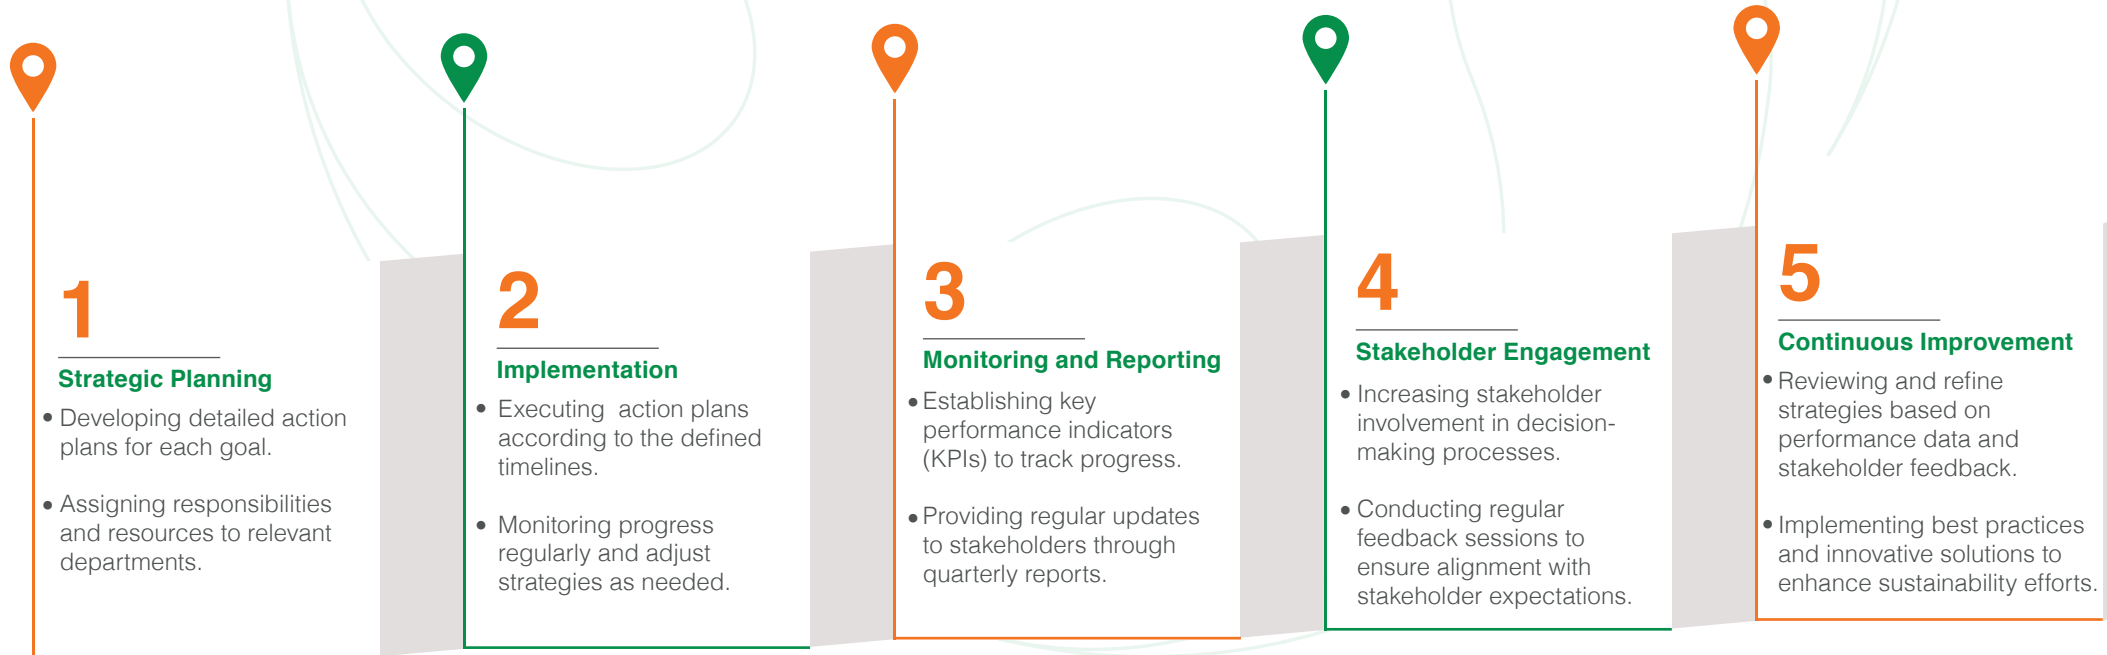 1
Strategic Planning
• Developing detailed action
plans for each goal.
• Assigning responsibilities
and resources to relevant
departments.
2
Implementation
• Executing  action plans
according to the defined
timelines.
• Monitoring progress
regularly and adjust
strategies as needed.
3
Monitoring and Reporting
• Establishing key
performance indicators
(KPIs) to track progress.
• Providing regular updates
to stakeholders through
quarterly reports.
4
Stakeholder Engagement
• Increasing stakeholder
involvement in decision-
making processes.
• Conducting regular
feedback sessions to
ensure alignment with
stakeholder expectations.
5
Continuous Improvement
• Reviewing and refine
strategies based on
performance data and
stakeholder feedback.
• Implementing best practices
and innovative solutions to
enhance sustainability efforts.